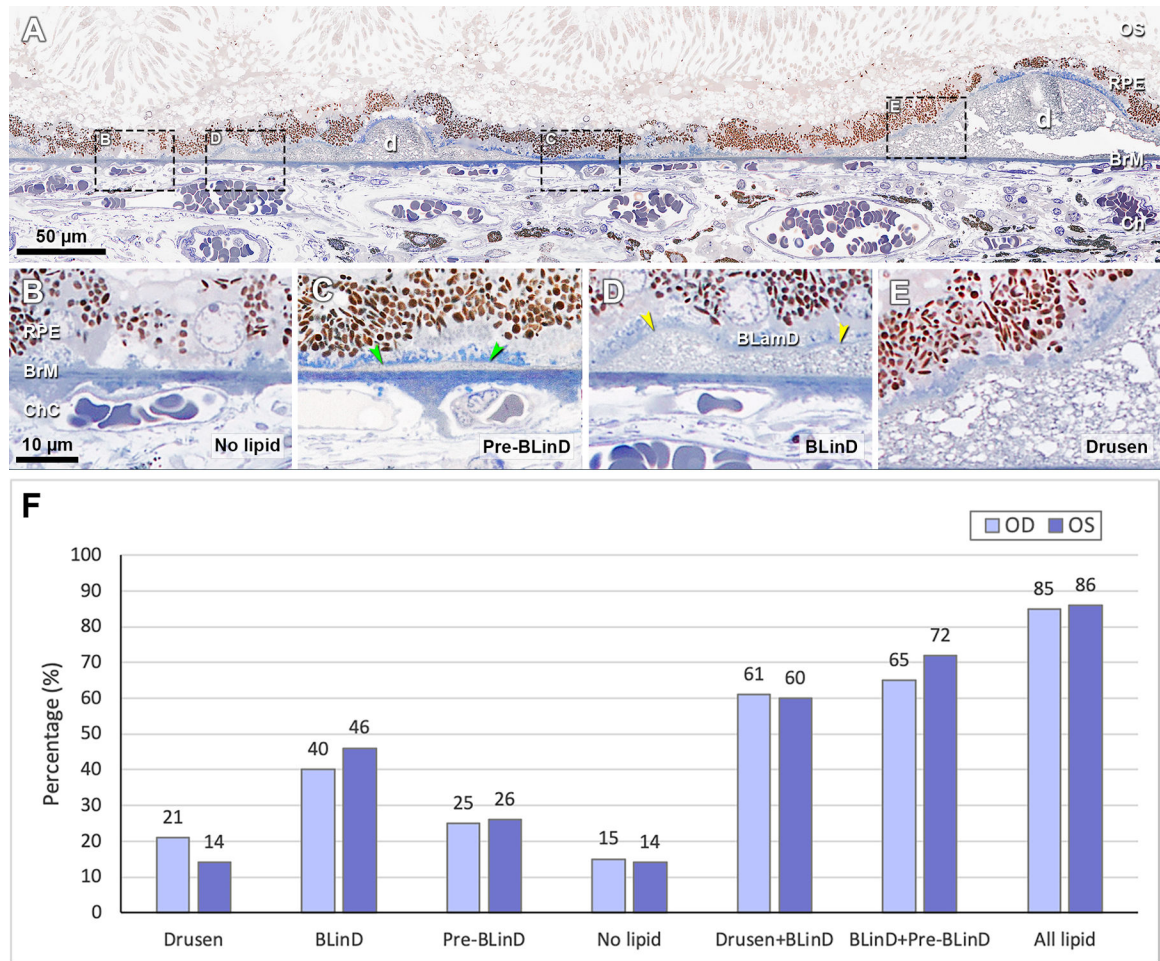 A
OS
RPE
B
D
d
C
E
d
BrM
Ch
50 µm
B
RPE
BrM
ChC
10 µm
No lipid
C
Pre-BLinD
D
BLamD
BLinD
E
Drusen
F
OD OS
Percentage (%)
100
90
80
70
60
50
40
30
20
10
0
21 14
40 46
25 26
15 14
61 60
65 72
85 86
Drusen BLinD Pre-BLinD No lipid Drusen+BLinD BLinD+Pre-BLinD All lipid